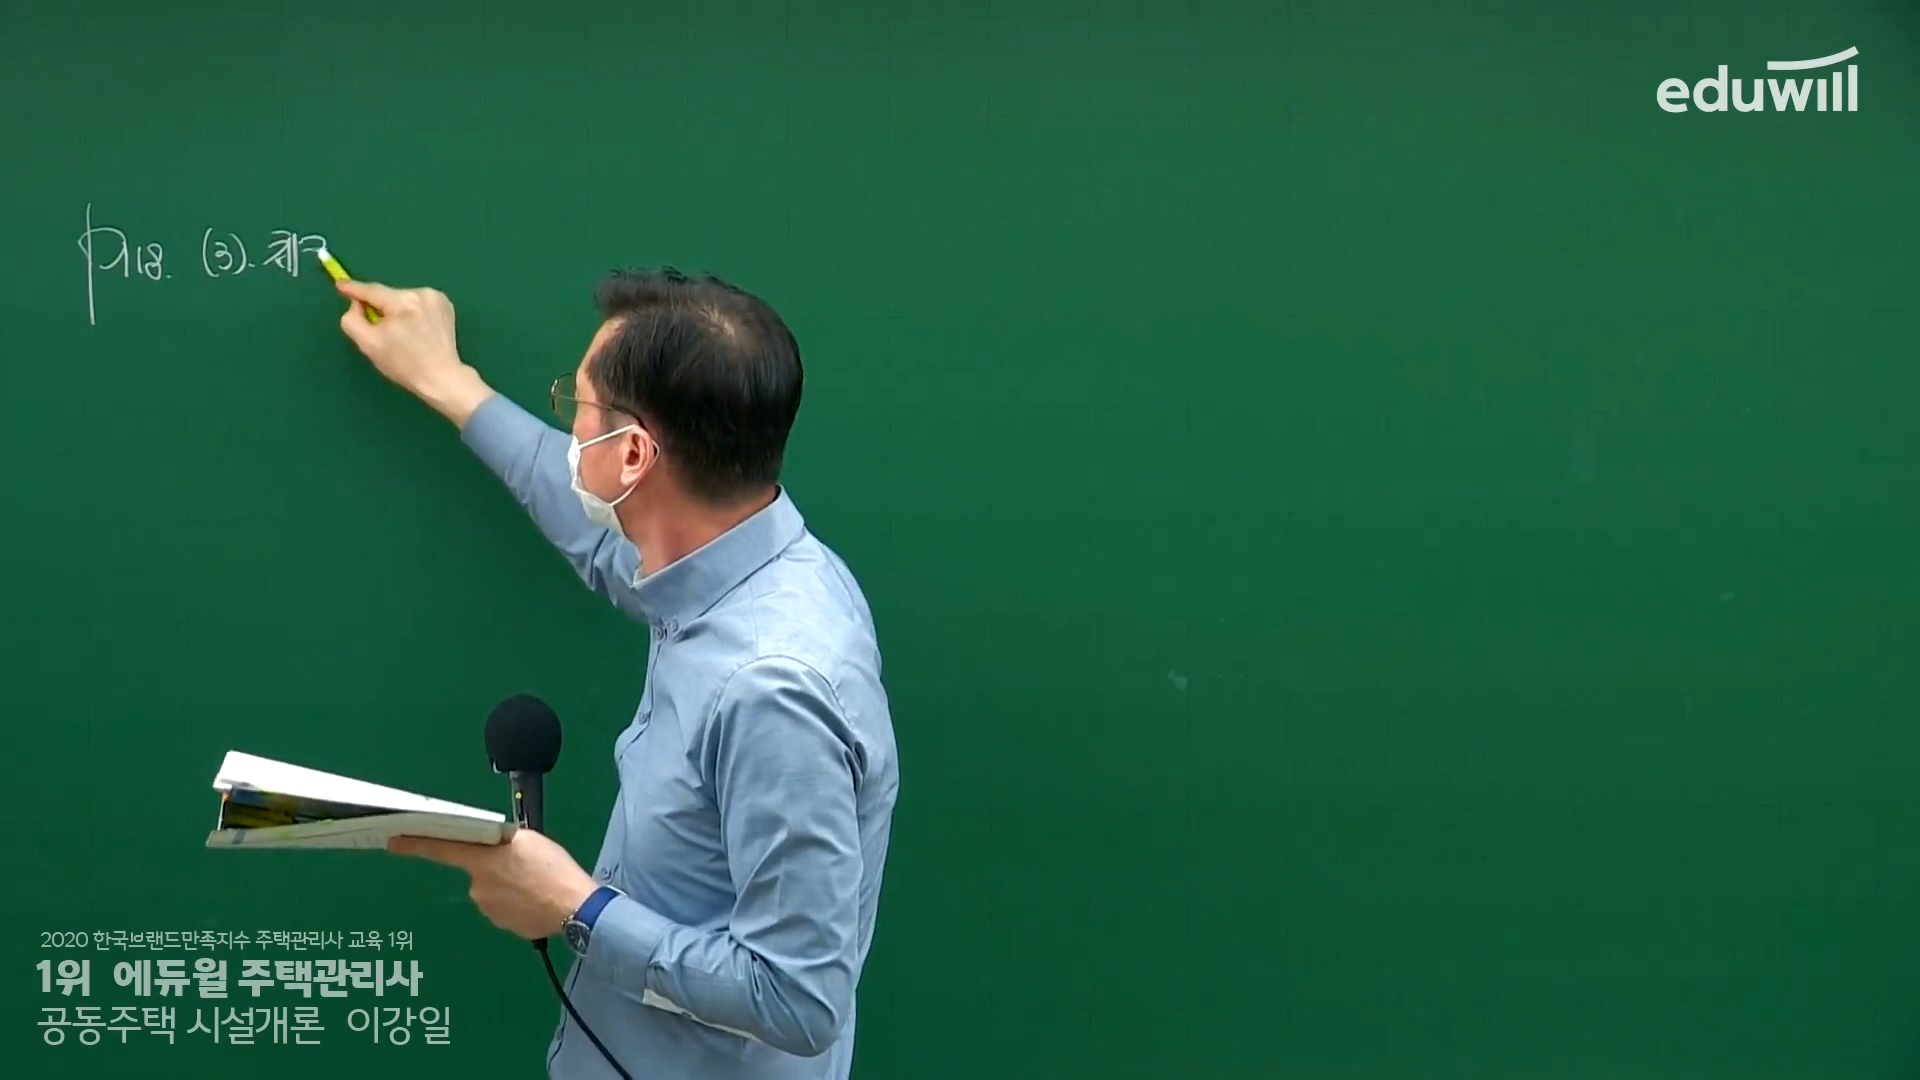 eduwill
P118. (3). 체
2020 한국브랜드만족지수 주택관리사 교육 1위
1위 에듀윌 주택관리사
공동주택 시설개론 이강일